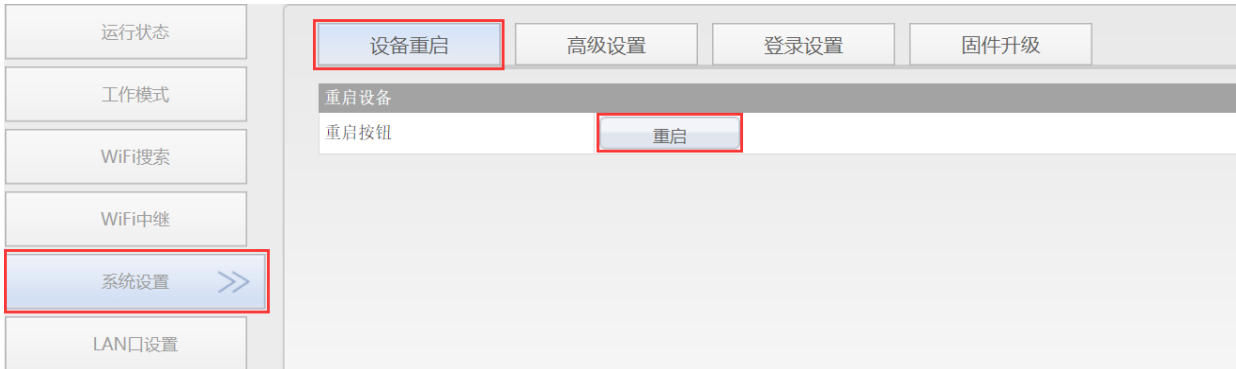 运行状态
工作模式
WiFi搜索
WiFi中继
系统设置
LAN口设置
设备重启 高级设置 登录设置 固件升级
重启设备
重启按钮 重启